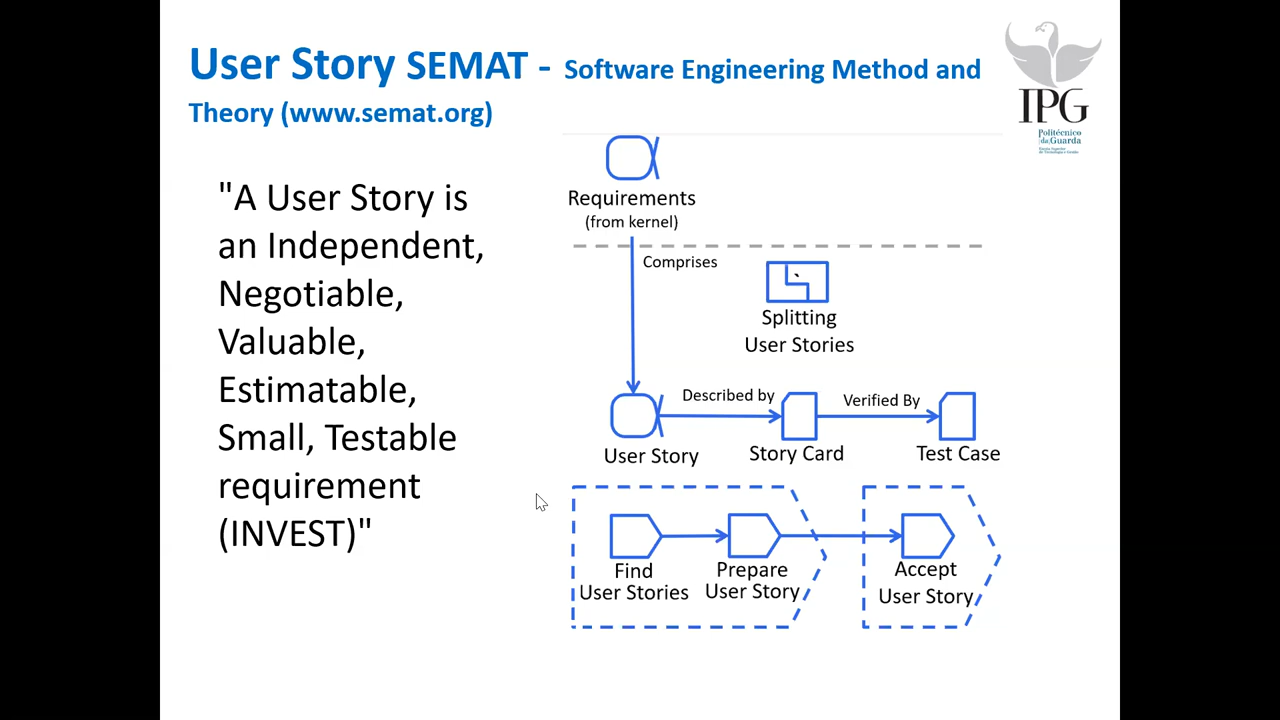 User Story SEMAT - Software Engineering Method and
Theory (www.semat.org)
IPG
Politécnico
da Guarda
"A User Story is
an Independent,
Negotiable,
Valuable,
Estimatable,
Small, Testable
requirement
(INVEST)"
Requirements
(from kernel)
Comprises
Splitting
User Stories
Described by
Verified By
User Story
Story Card
Test Case
Find
User Stories
Prepare
User Story
Accept
User Story